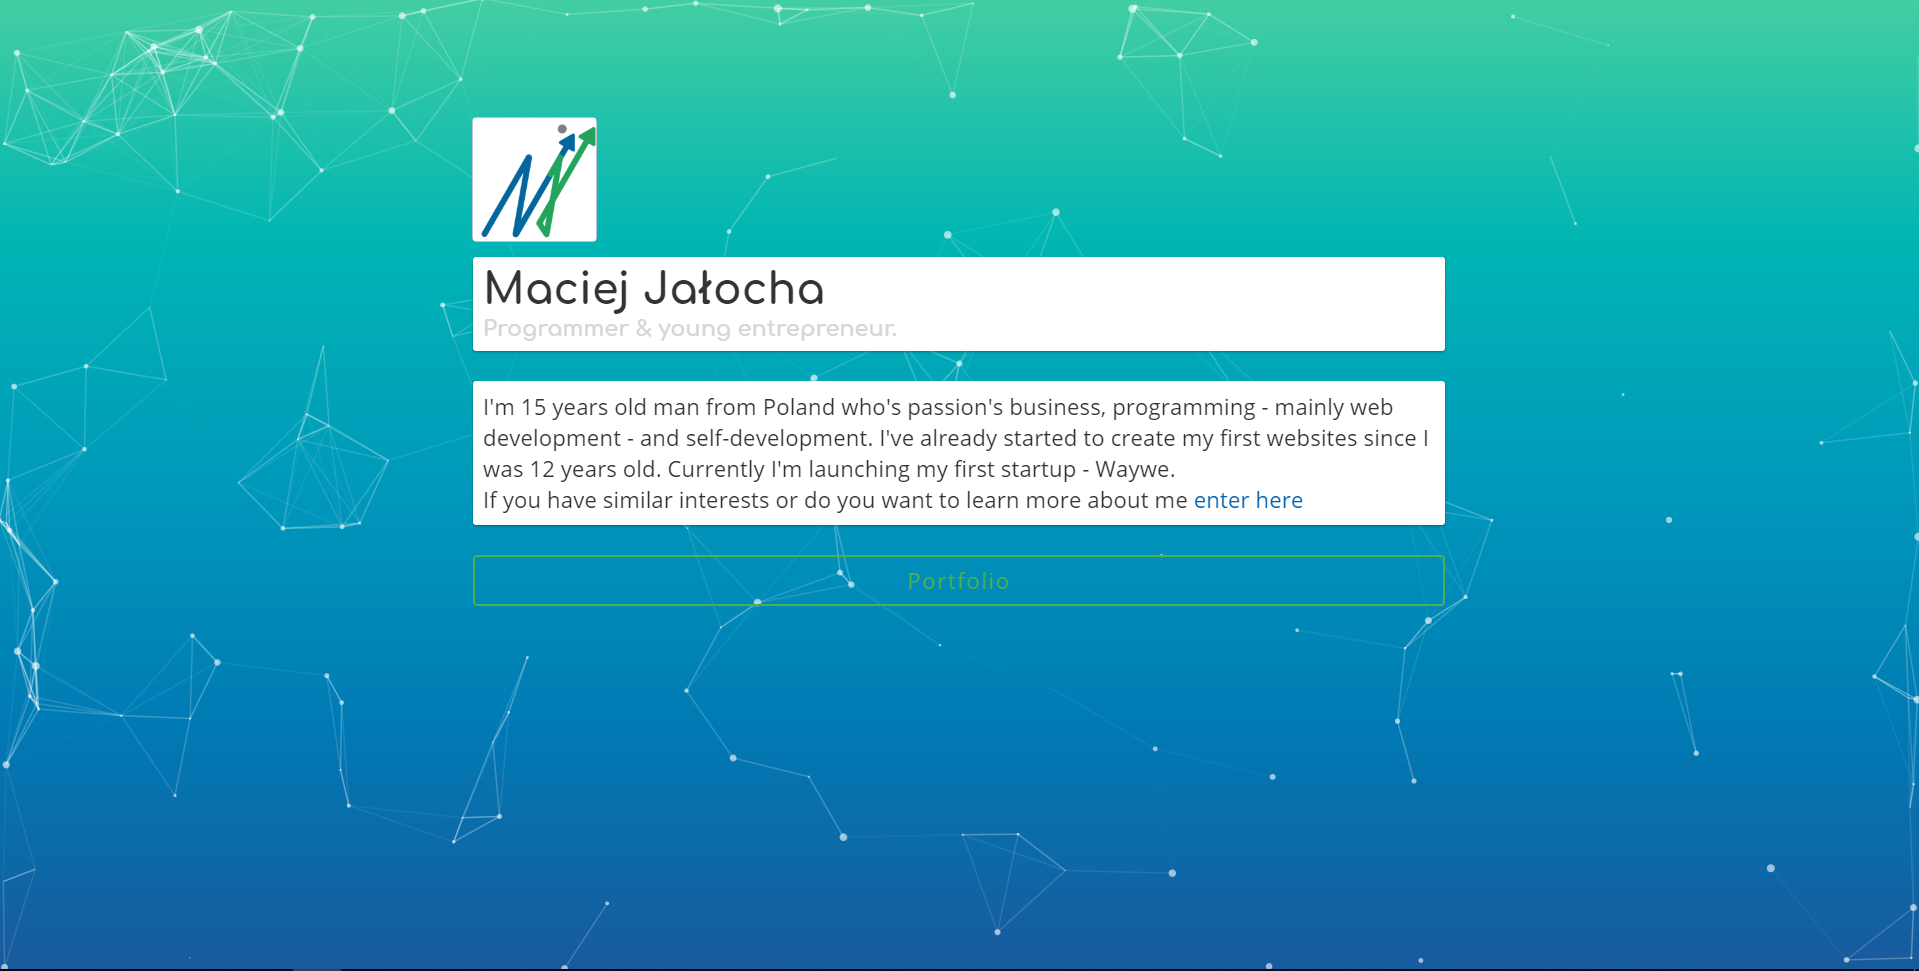 Maciej Jałocha
Programmer & young entrepreneur.
I'm 15 years old man from Poland who's passion's business, programming - mainly web
development - and self-development. I've already started to create my first websites since I
was 12 years old. Currently I'm launching my first startup - Waywe.
If you have similar interests or do you want to learn more about me enter here
Portfolio